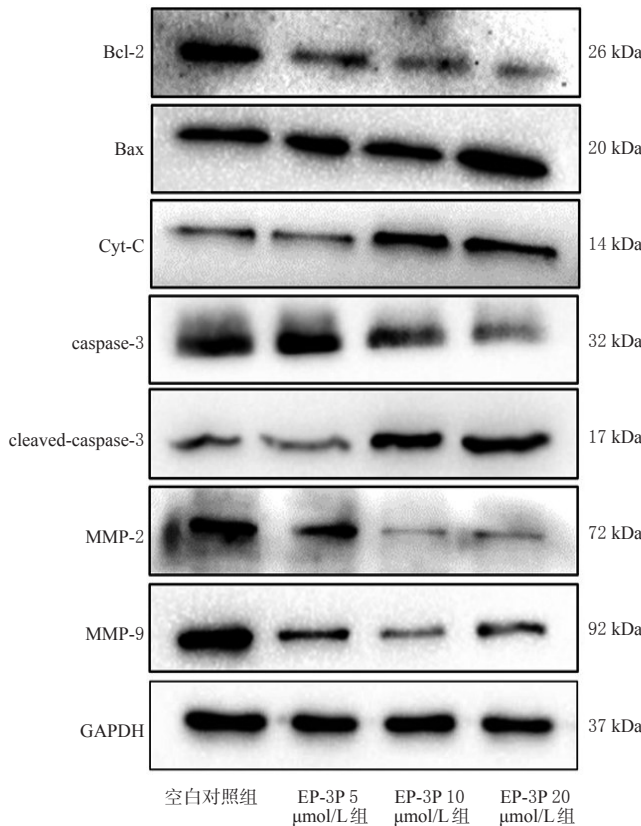 Bcl-2 26 kDa
Bax 20 kDa
Cyt-C 14 kDa
caspase-3 32 kDa
cleaved-caspase-3 17 kDa
MMP-2 72 kDa
MMP-9 92 kDa
GAPDH 37 kDa
空白对照组 EP-3P 5 EP-3P 10 EP-3P 20
μmol/L组 μmol/L组 μmol/L组